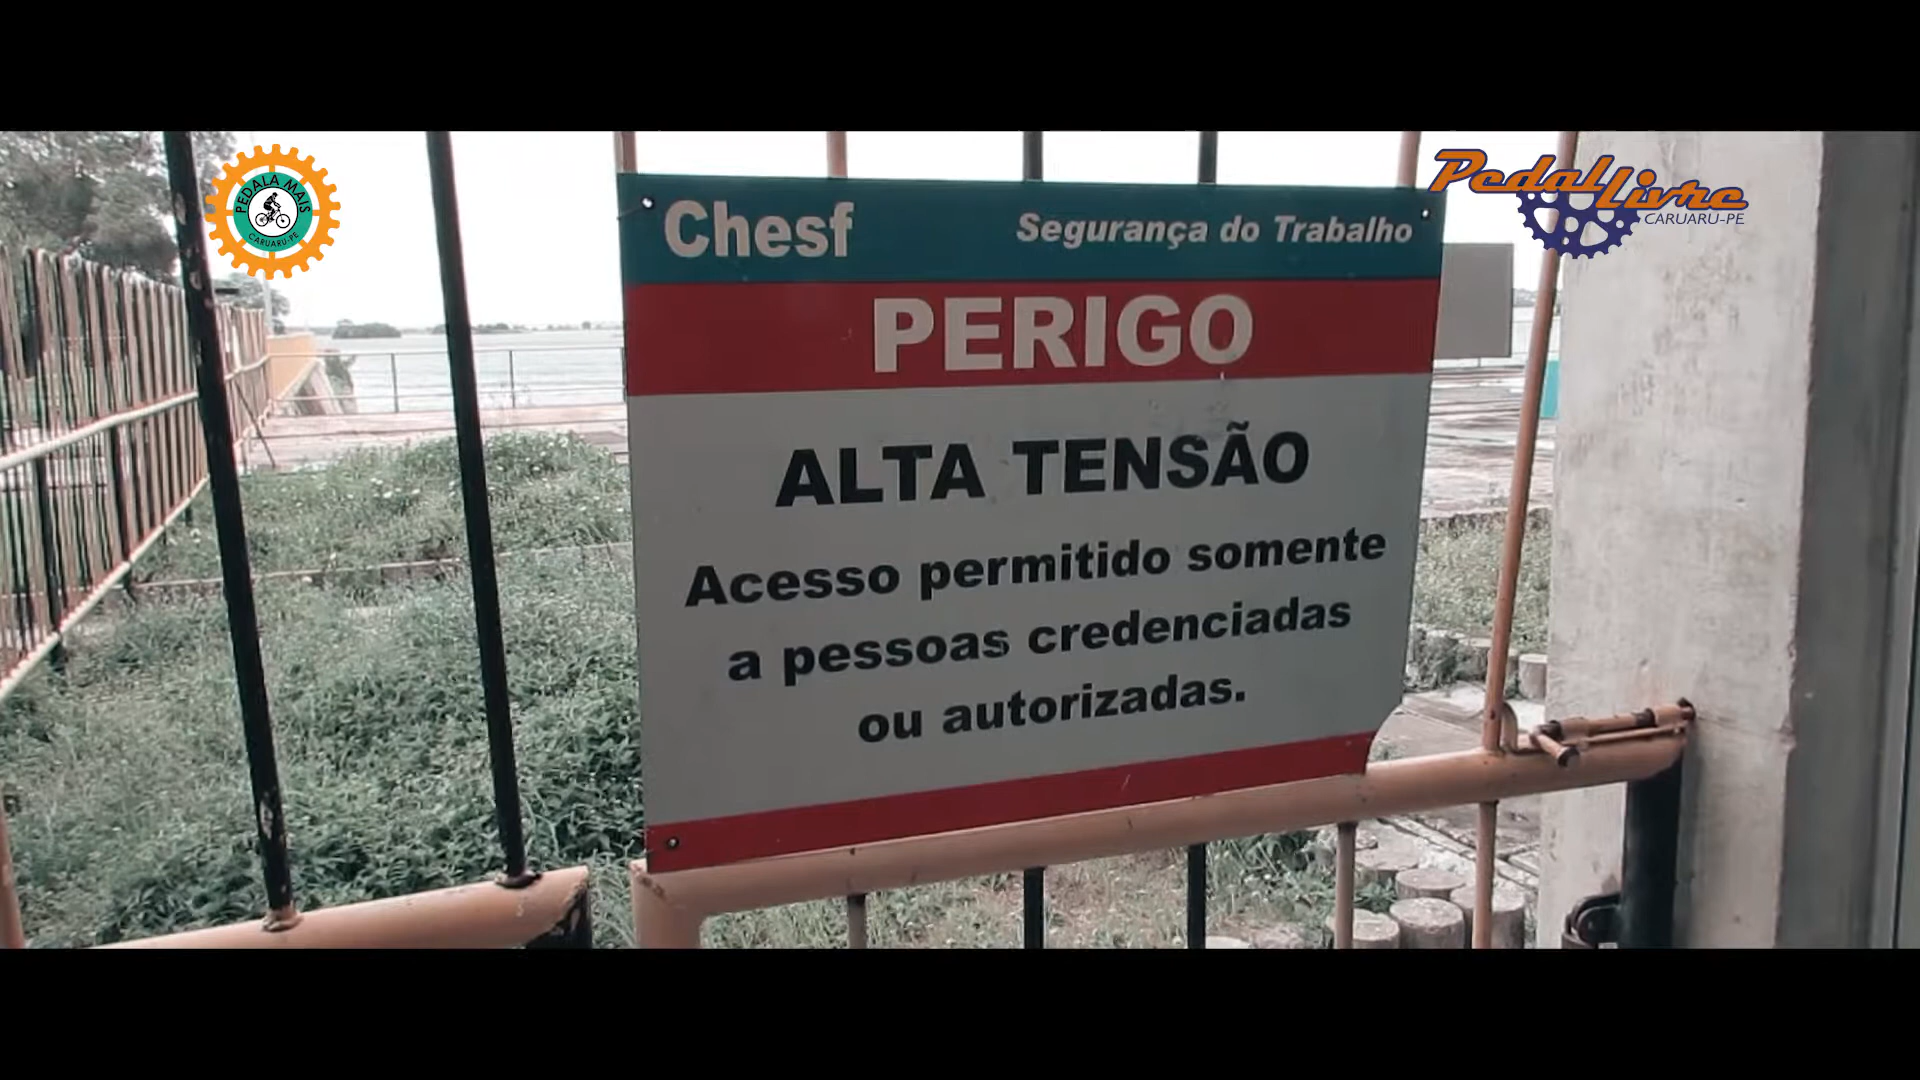 PEDALA MAIS
CARUARU-PE
Pedal Livre
CARUARU-PE
Chesf
Segurança do Trabalho
PERIGO
ALTA TENSÃO
Acesso permitido somente
a pessoas credenciadas
ou autorizadas.